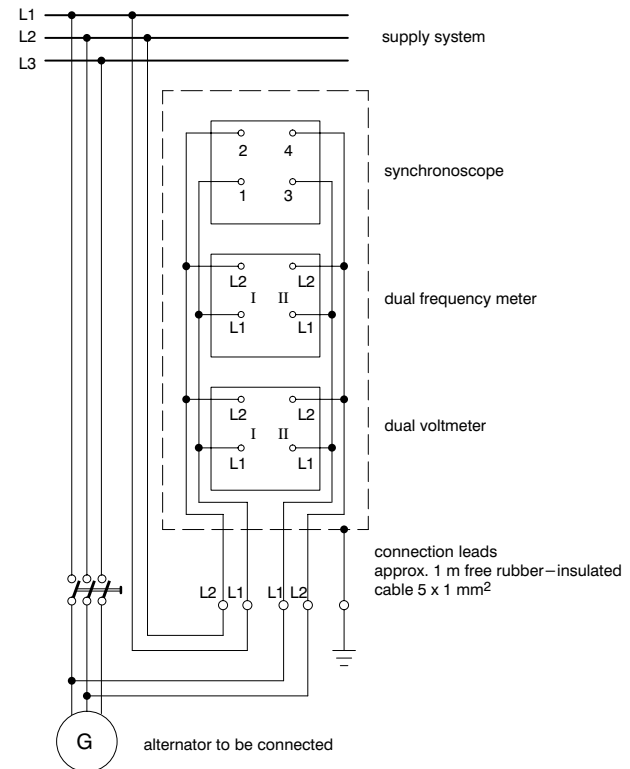 L1
L2
supply system
L3
2 4
synchronoscope
1 3
L2 L2
I II
dual frequency meter
L1 L1
L2 L2
dual voltmeter
I II
L1 L1
connection leads
approx. 1 m free rubber−insulated
cable 5 x 1 mm²
L2 L1 L1 L2
G
alternator to be connected